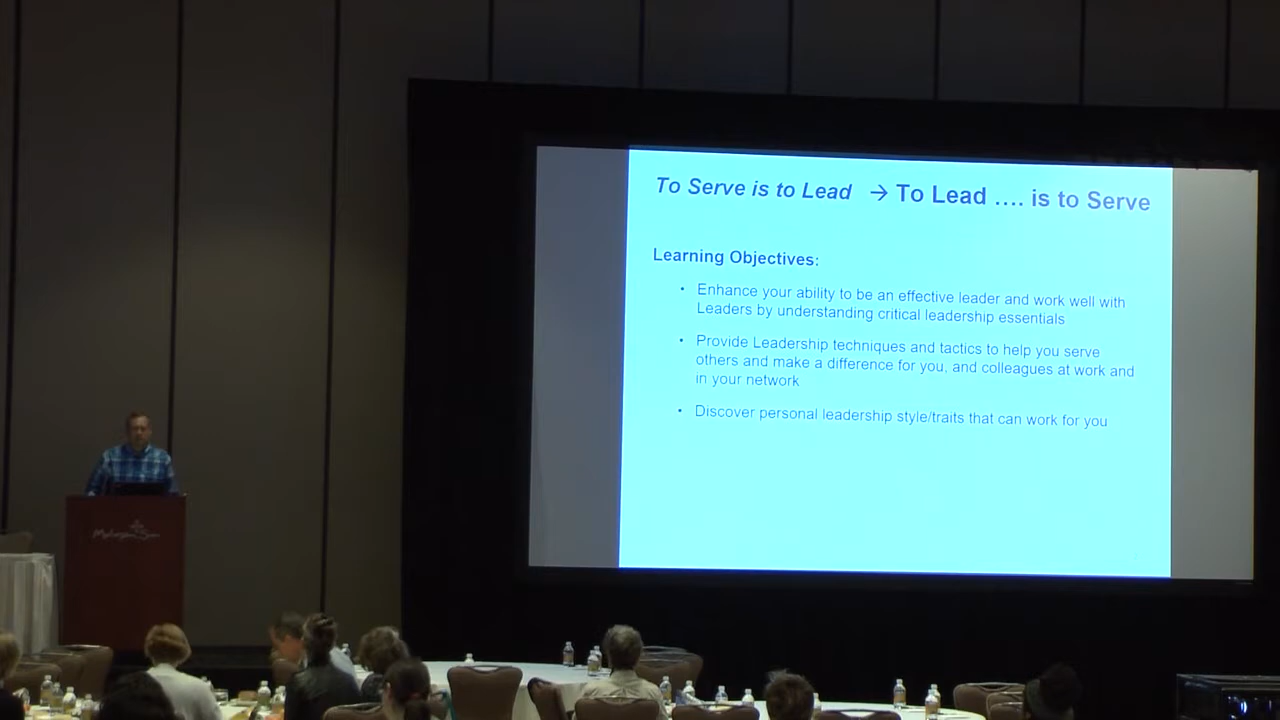 To Serve is to Lead → To Lead .... is to Serve
Learning Objectives:
• Enhance your ability to be an effective leader and work well with
Leaders by understanding critical leadership essentials
• Provide Leadership techniques and tactics to help you serve
others and make a difference for you, and colleagues at work and
in your network
• Discover personal leadership style/traits that can work for you
Mohegan Sun